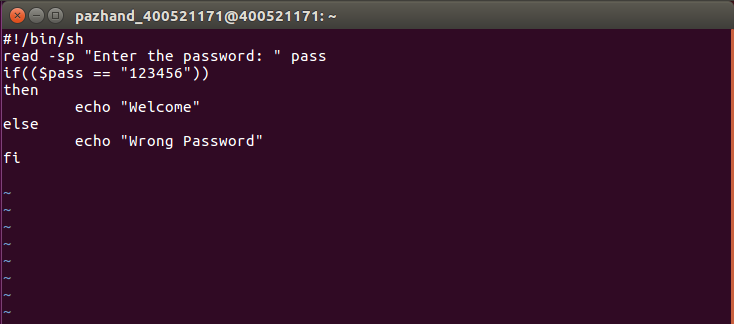 pazhand_400521171@400521171: ~
#!/bin/sh
read -sp "Enter the password: " pass
if(($pass == "123456"))
then
        echo "Welcome"
else
        echo "Wrong Password"
fi

~
~
~
~
~
~
~
~